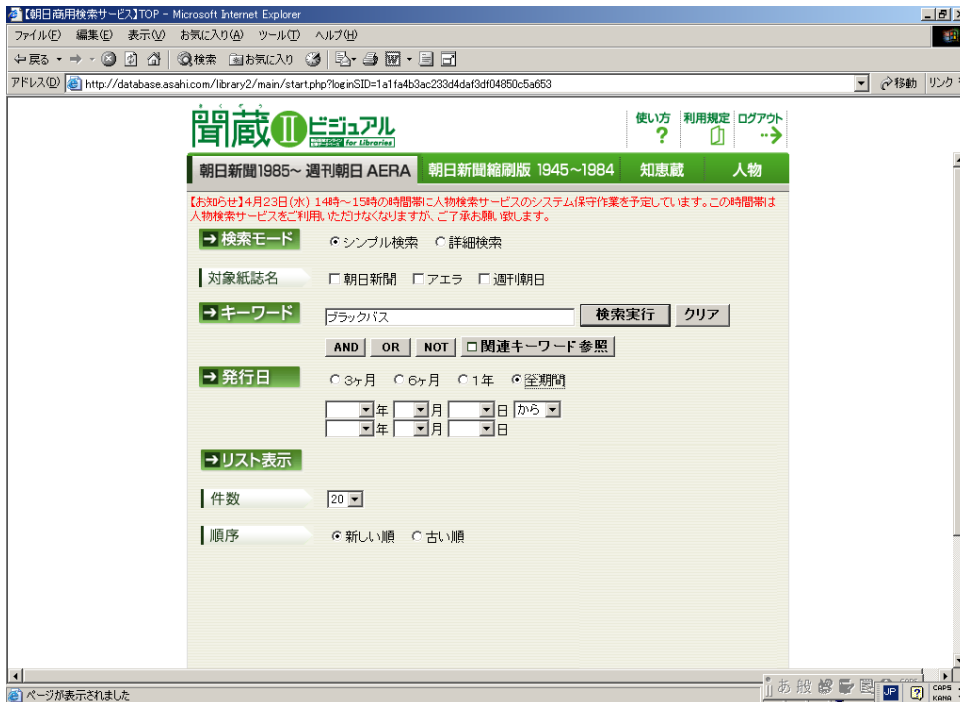 【朝日商用検索サービス】TOP - Microsoft Internet Explorer
ファイル(F) 編集(E) 表示(V) お気に入り(A) ツール(T) ヘルプ(H)
戻る 検索 お気に入り
アドレス(D) http://database.asahi.com/library2/main/start.php?loginSID=1a1fa4b3ac233d4daf3df04850c5a653 移動 リンク
きくぞう
聞蔵Ⅱビジュアル
for Libraries
使い方 利用規定 ログアウト
?
朝日新聞1985~ 週刊朝日 AERA 朝日新聞縮刷版 1945~1984 知恵蔵 人物
【お知らせ】4月23日(水) 14時~15時の時間帯に人物検索サービスのシステム保守作業を予定しています。この時間帯は
人物検索サービスをご利用いただけなくなりますが、ご了承お願い致します。
検索モード シンプル検索 詳細検索
対象紙誌名 朝日新聞 アエラ 週刊朝日
キーワード ブラックバス 検索実行 クリア
AND OR NOT 関連キーワード参照
発行日 3ヶ月 6ヶ月 1年 全期間
年 月 日 から
年 月 日
リスト表示
件数 20
順序 新しい順 古い順
ページが表示されました
あ 般
JP ? CAPS
KANA